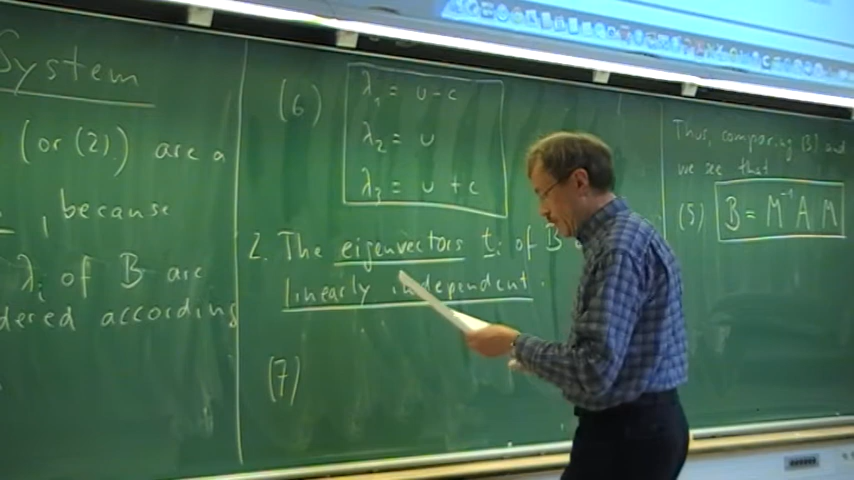 System
(or (2)) are a
, because
λi of B are
dered according
(6)
λ1 = u - c
λ2 = u
λ3 = u + c
2. The eigenvectors ti of B
linearly independent.
(7)
Thus, comparing (3) and
we see that
(5) B = M⁻¹ A M